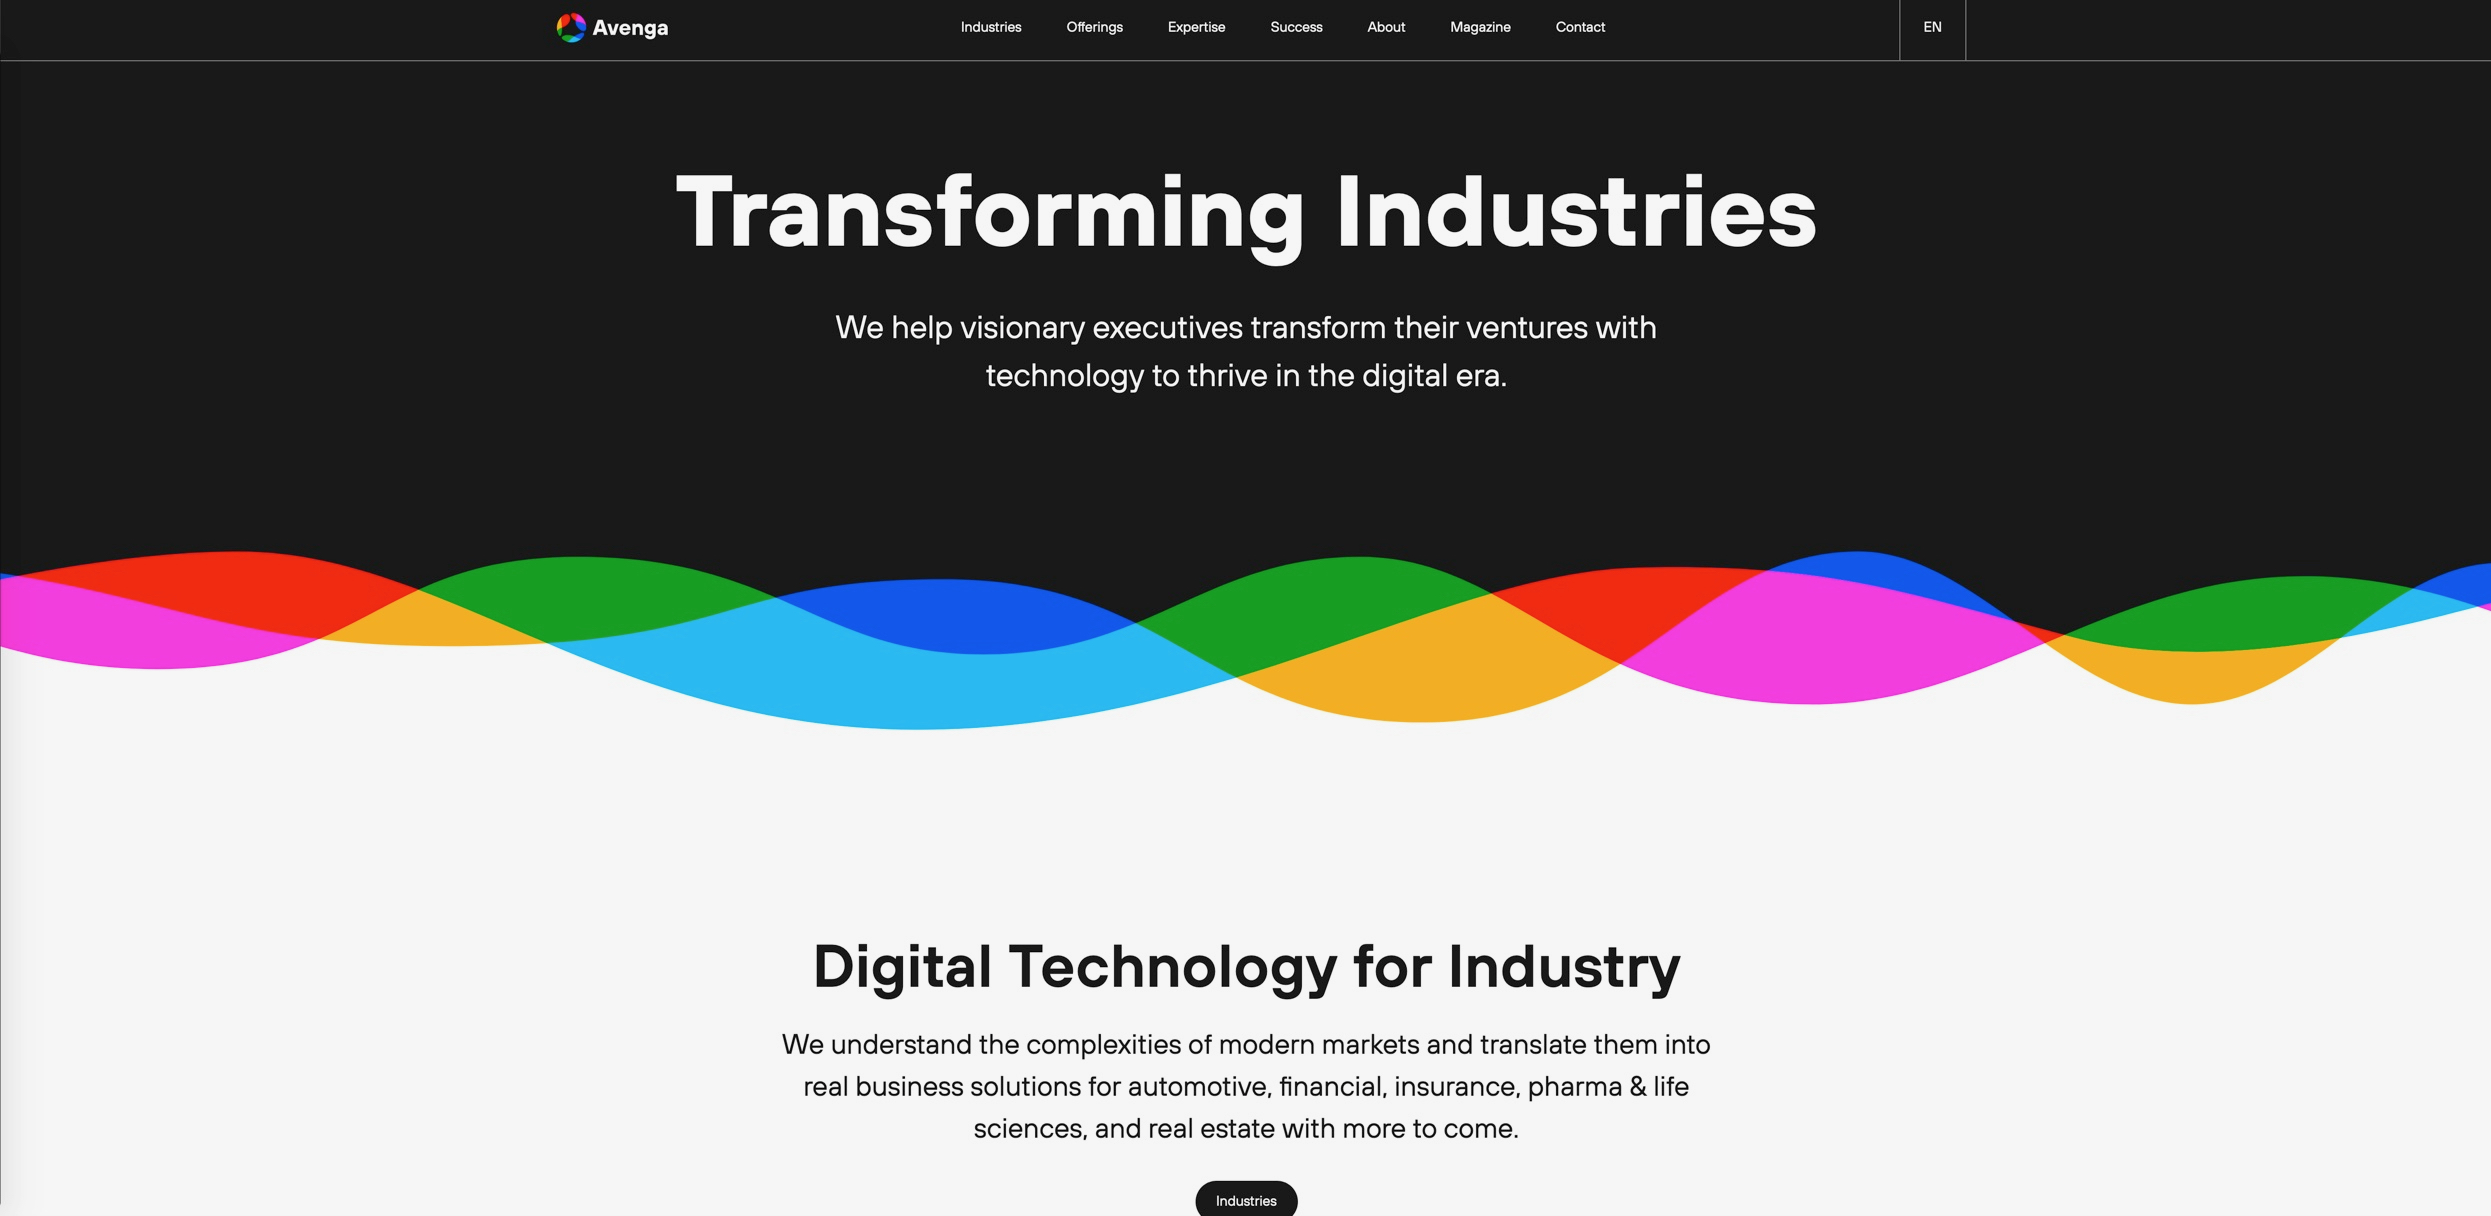 Avenga
Industries
Offerings
Expertise
Success
About
Magazine
Contact
EN
Transforming Industries
We help visionary executives transform their ventures with
technology to thrive in the digital era.
Digital Technology for Industry
We understand the complexities of modern markets and translate them into
real business solutions for automotive, financial, insurance, pharma & life
sciences, and real estate with more to come.
Industries